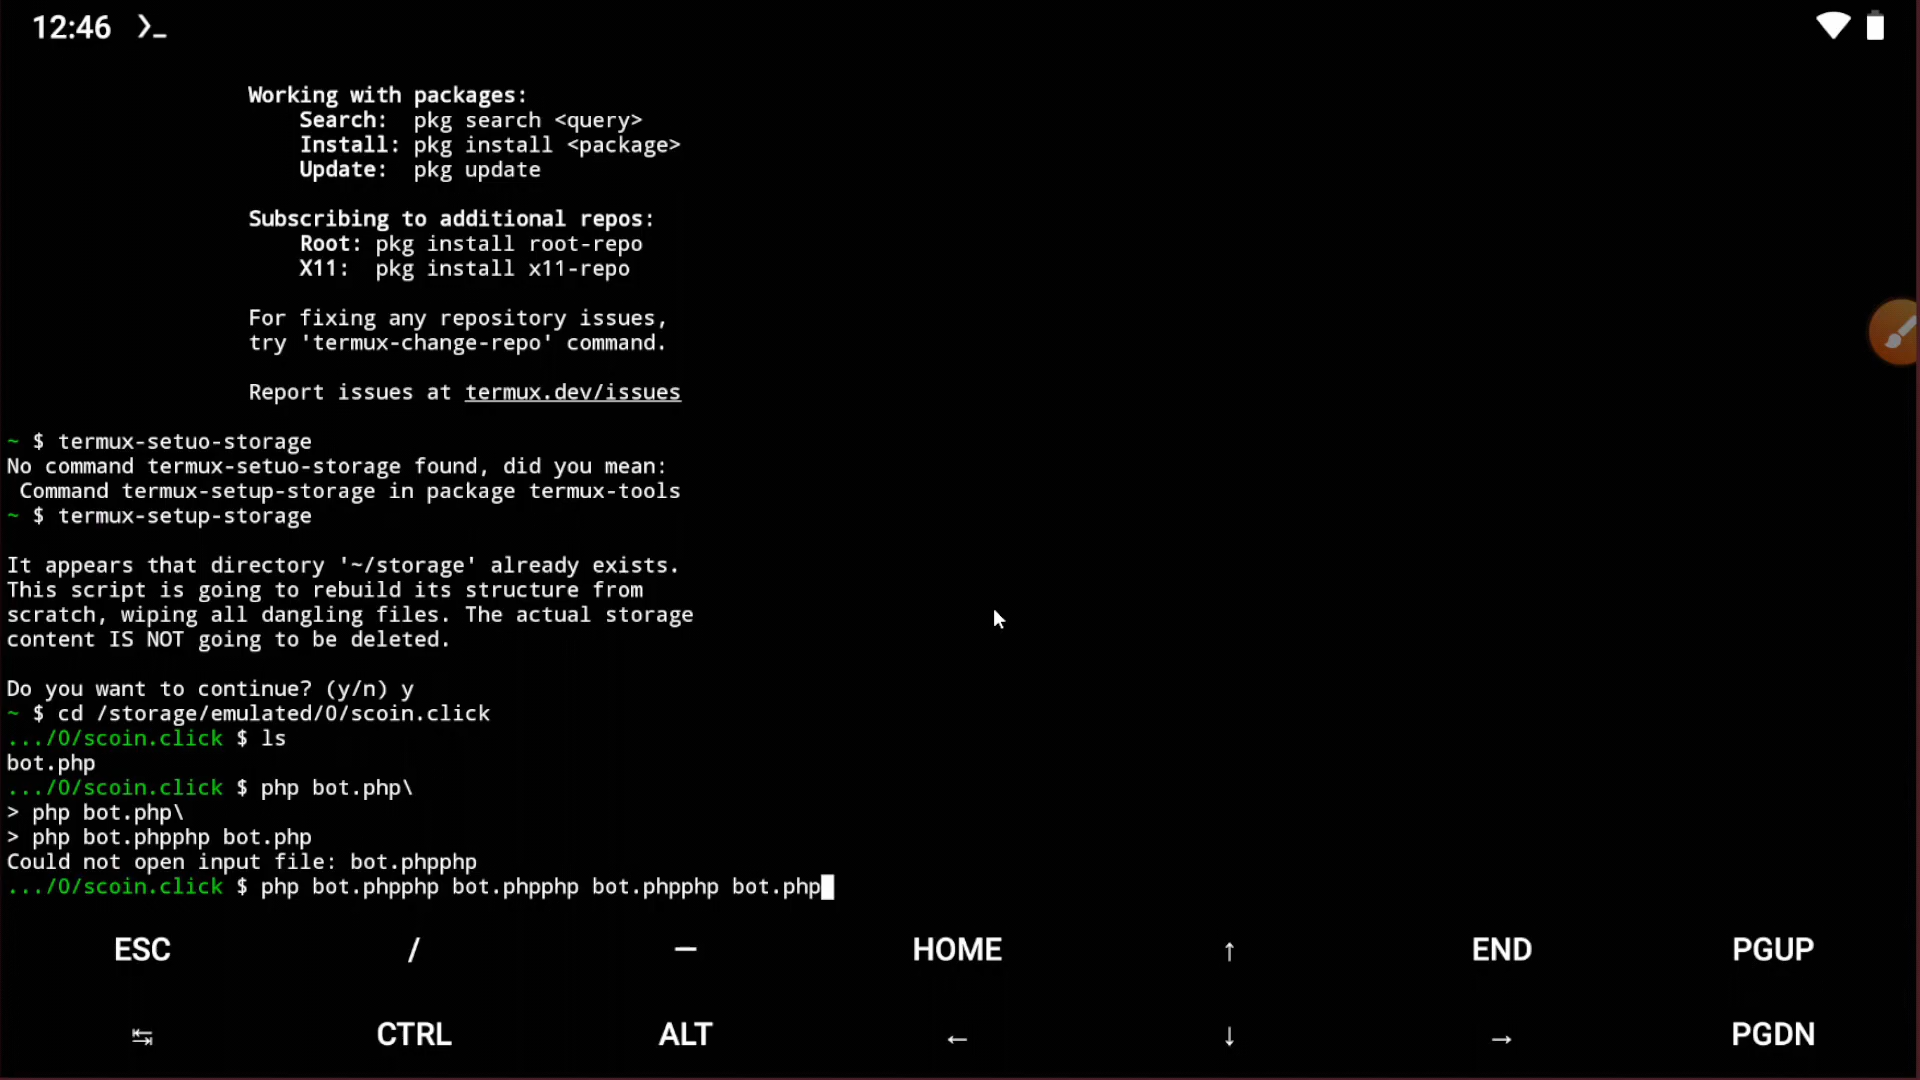 12:46
Working with packages:
Search: pkg search <query>
Install: pkg install <package>
Update: pkg update
Subscribing to additional repos:
Root: pkg install root-repo
X11: pkg install x11-repo
For fixing any repository issues,
try 'termux-change-repo' command.
Report issues at termux.dev/issues
~ $ termux-setuo-storage
No command termux-setuo-storage found, did you mean:
Command termux-setup-storage in package termux-tools
~ $ termux-setup-storage
It appears that directory '~/storage' already exists.
This script is going to rebuild its structure from
scratch, wiping all dangling files. The actual storage
content IS NOT going to be deleted.
Do you want to continue? (y/n) y
~ $ cd /storage/emulated/0/scoin.click
.../0/scoin.click $ ls
bot.php
.../0/scoin.click $ php bot.php\
> php bot.php\
> php bot.phpphp bot.php
Could not open input file: bot.phpphp
.../0/scoin.click $ php bot.phpphp bot.phpphp bot.phpphp bot.php
ESC / — HOME ↑ END PGUP
↹ CTRL ALT ← ↓ → PGDN